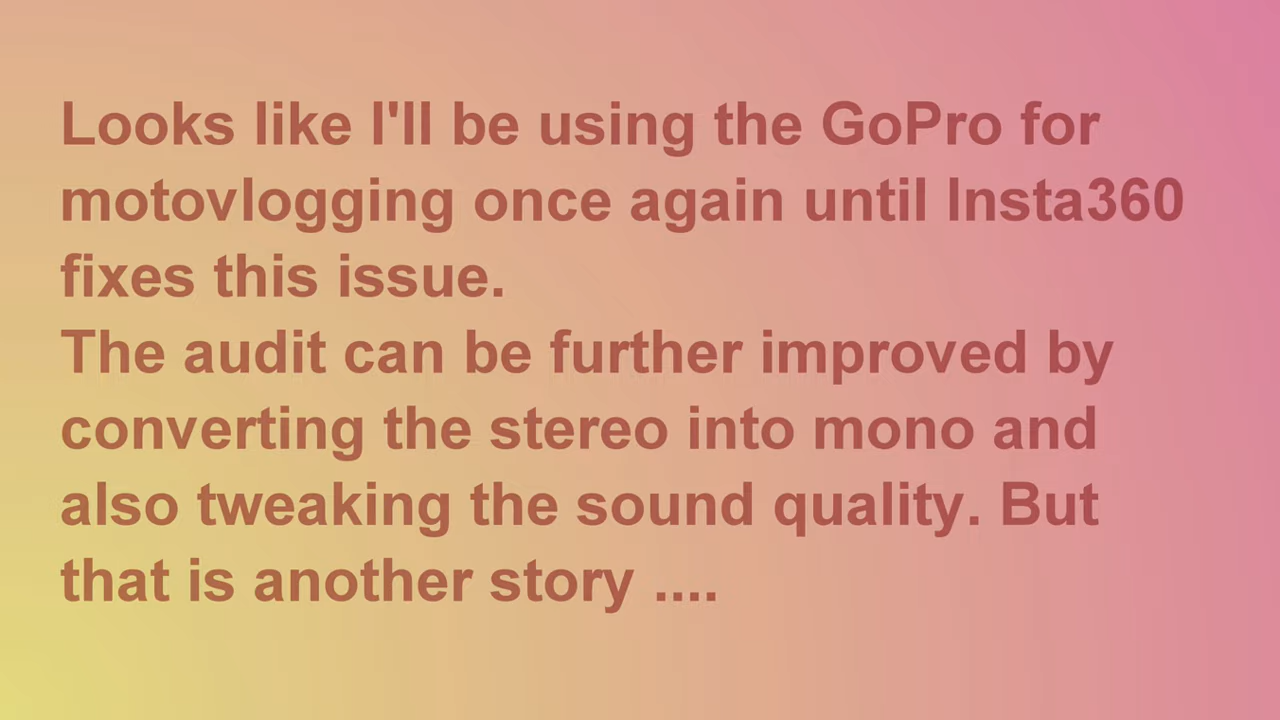 Looks like I'll be using the GoPro for
motovlogging once again until Insta360
fixes this issue.
The audit can be further improved by
converting the stereo into mono and
also tweaking the sound quality. But
that is another story ....